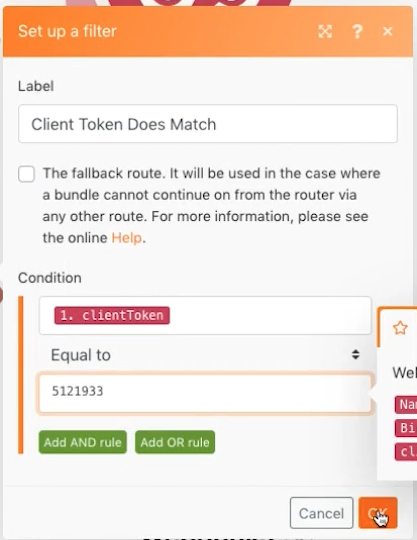 Set up a filter
?
Label
Client Token Does Match
The fallback route. It will be used in the case where
a bundle cannot continue on from the router via
any other route. For more information, please see
the online Help.
Condition
1. clientToken
Equal to
5121933
Wel
Na
Bi
cl
Add AND rule Add OR rule
Cancel OK